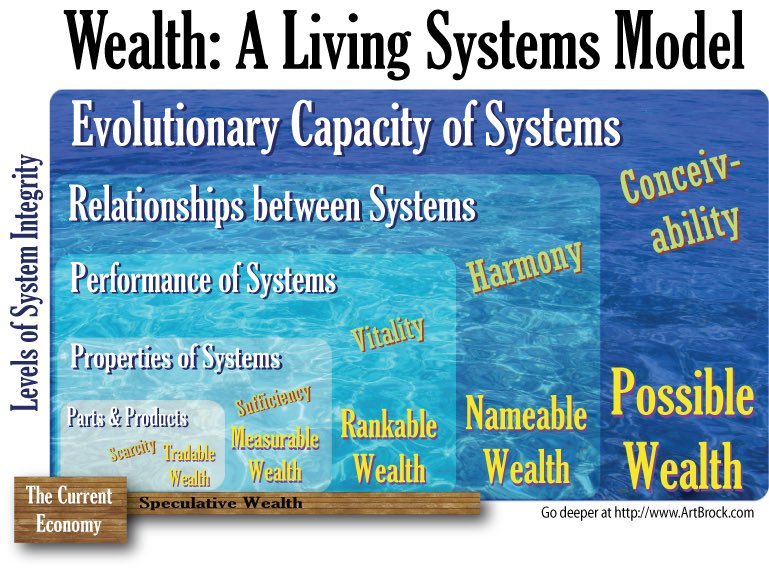 Wealth: A Living Systems Model
Levels of System Integrity
Evolutionary Capacity of Systems
Conceiv-
ability
Possible
Wealth
Relationships between Systems
Harmony
Nameable
Wealth
Performance of Systems
Vitality
Rankable
Wealth
Properties of Systems
Sufficiency
Measurable
Wealth
Parts & Products
Scarcity
Tradable
Wealth
The Current
Economy
Speculative Wealth
Go deeper at http://www.ArtBrock.com